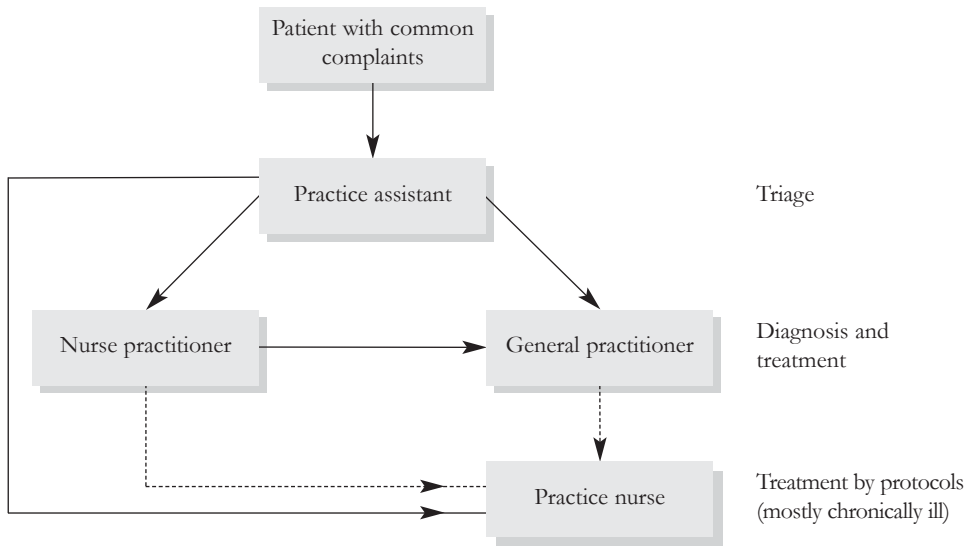 Patient with common
complaints
Practice assistant
Triage
Nurse practitioner
General practitioner
Diagnosis and
treatment
Practice nurse
Treatment by protocols
(mostly chronically ill)